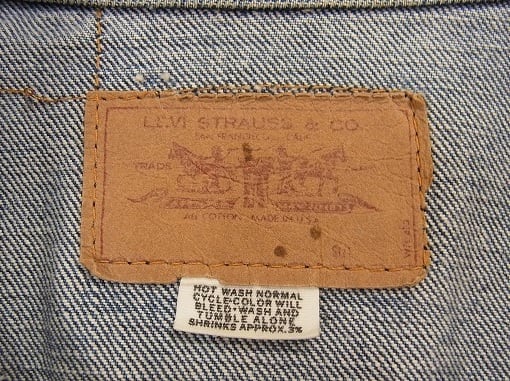 LEVI STRAUSS & CO.
SAN FRANCISCO, CALIF.
TRADE
ALL COTTON MADE IN U.S.A.
HOT WASH NORMAL
CYCLE•COLOR WILL
BLEED•WASH AND
TUMBLE ALONE
SHRINKS APPROX. 3%